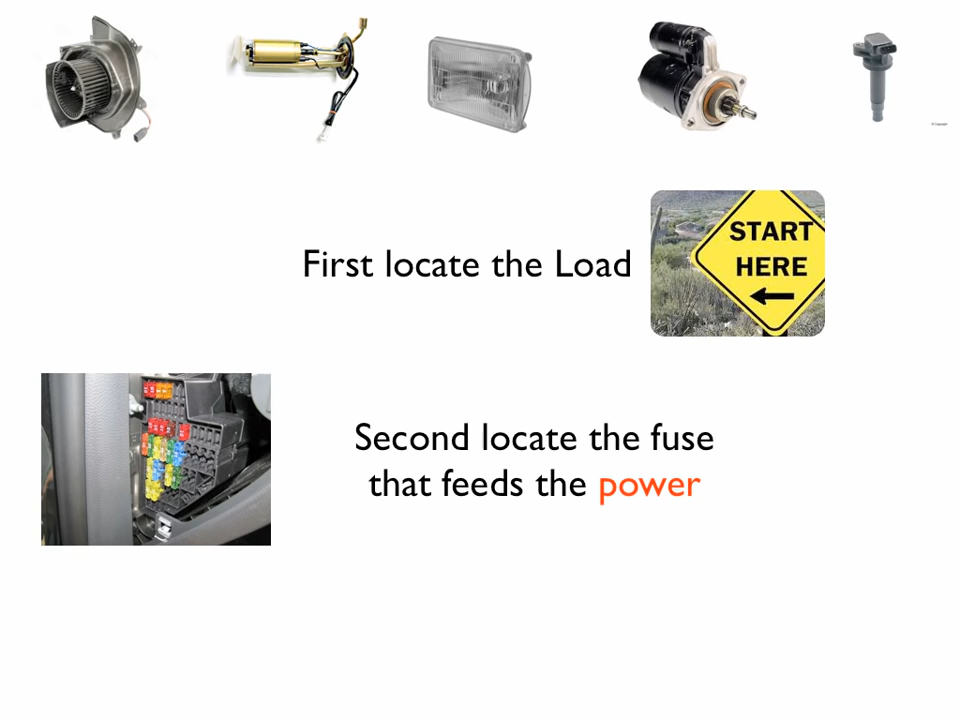 First locate the Load
START
HERE
Second locate the fuse
that feeds the power